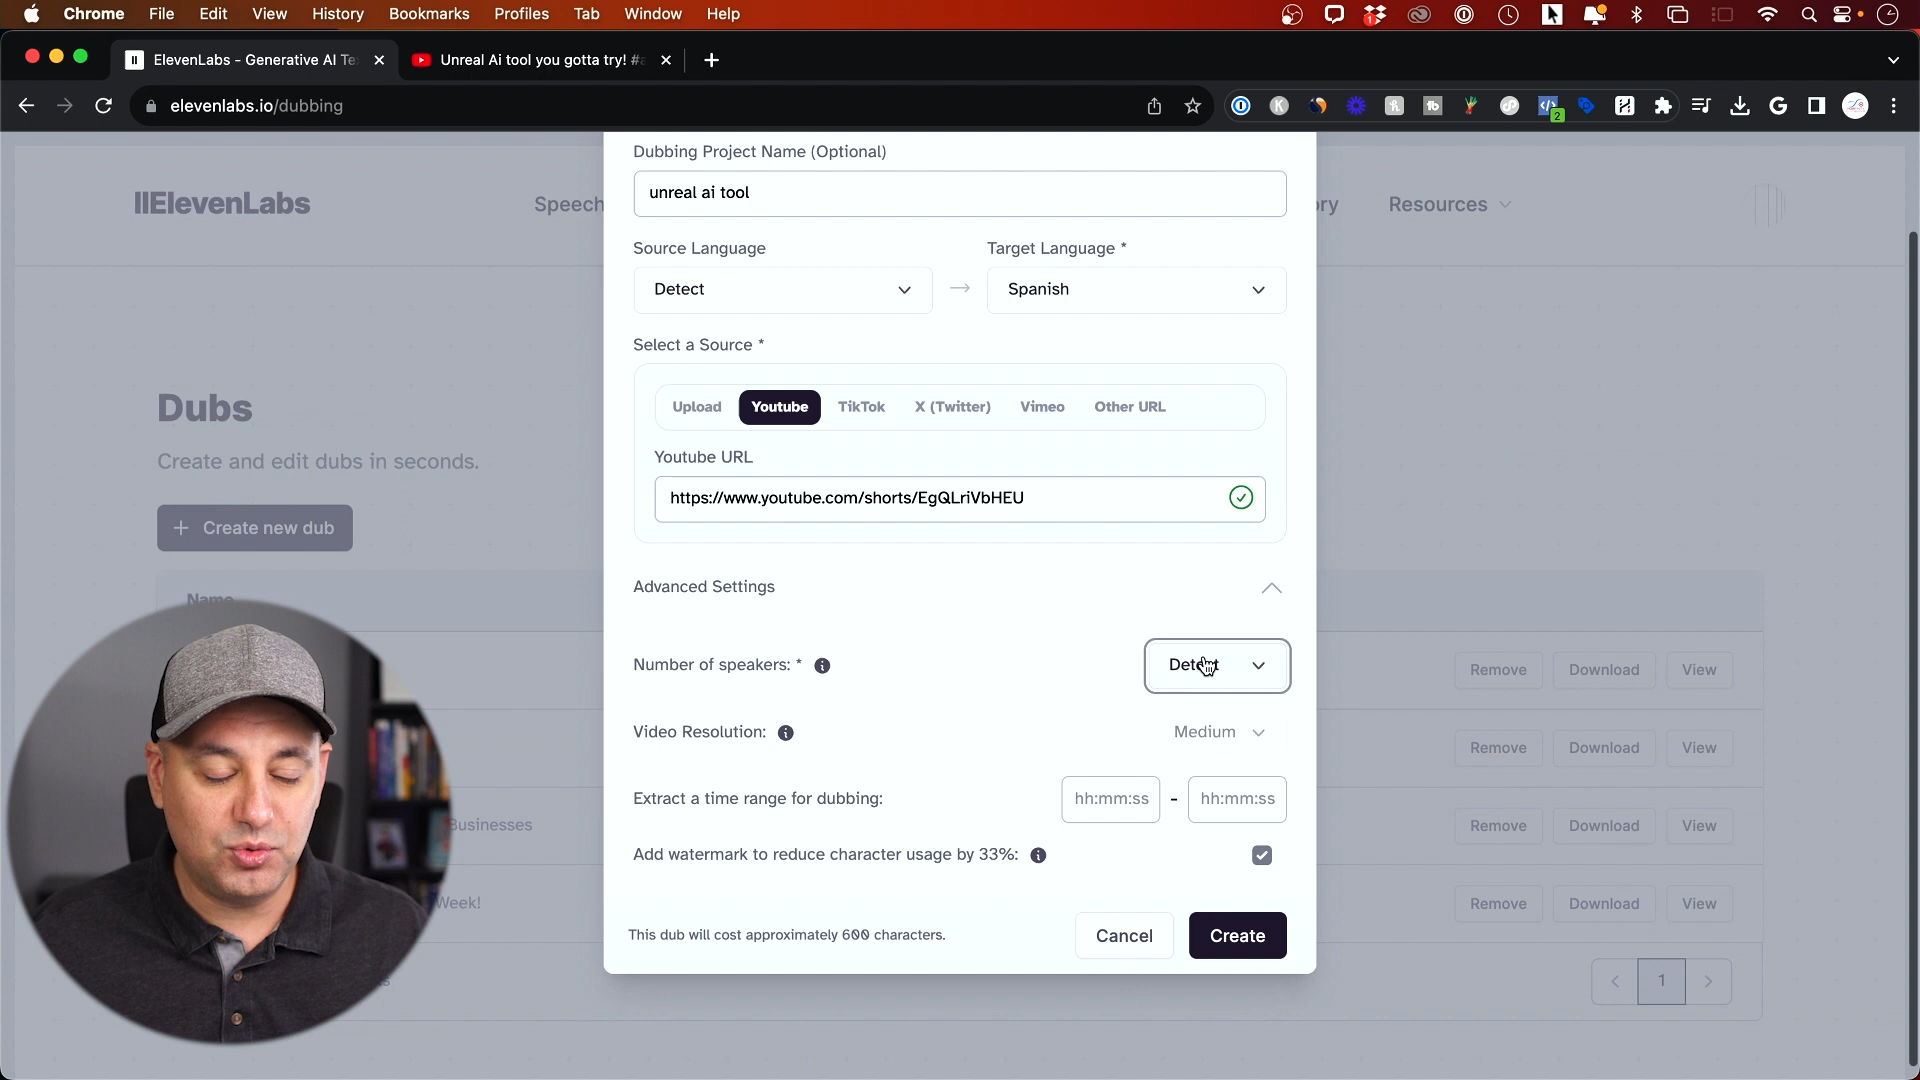 Chrome File Edit View History Bookmarks Profiles Tab Window Help
ElevenLabs - Generative AI Te
Unreal Ai tool you gotta try! #a
elevenlabs.io/dubbing
IIElevenLabs
Speech
ory
Resources
Dubbing Project Name (Optional)
unreal ai tool
Source Language
Target Language *
Detect
Spanish
Select a Source *
Upload Youtube TikTok X (Twitter) Vimeo Other URL
Youtube URL
https://www.youtube.com/shorts/EgQLriVbHEU
Advanced Settings
Number of speakers: *
Detect
Video Resolution:
Medium
Extract a time range for dubbing:
hh:mm:ss - hh:mm:ss
Add watermark to reduce character usage by 33%:
This dub will cost approximately 600 characters.
Cancel
Create
Dubs
Create and edit dubs in seconds.
+ Create new dub
Name
Remove Download View
Remove Download View
Businesses
Remove Download View
Week!
Remove Download View
1